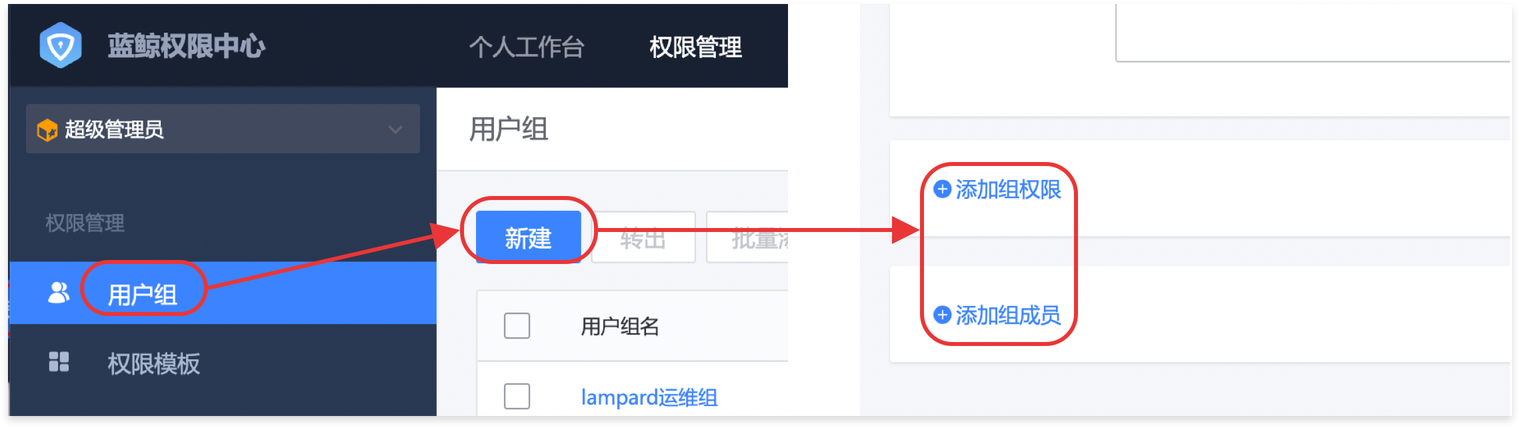 蓝鲸权限中心
个人工作台 权限管理
超级管理员
权限管理
用户组
权限模板
用户组
新建 转出 批量
用户组名
lampard运维组
添加组权限
添加组成员